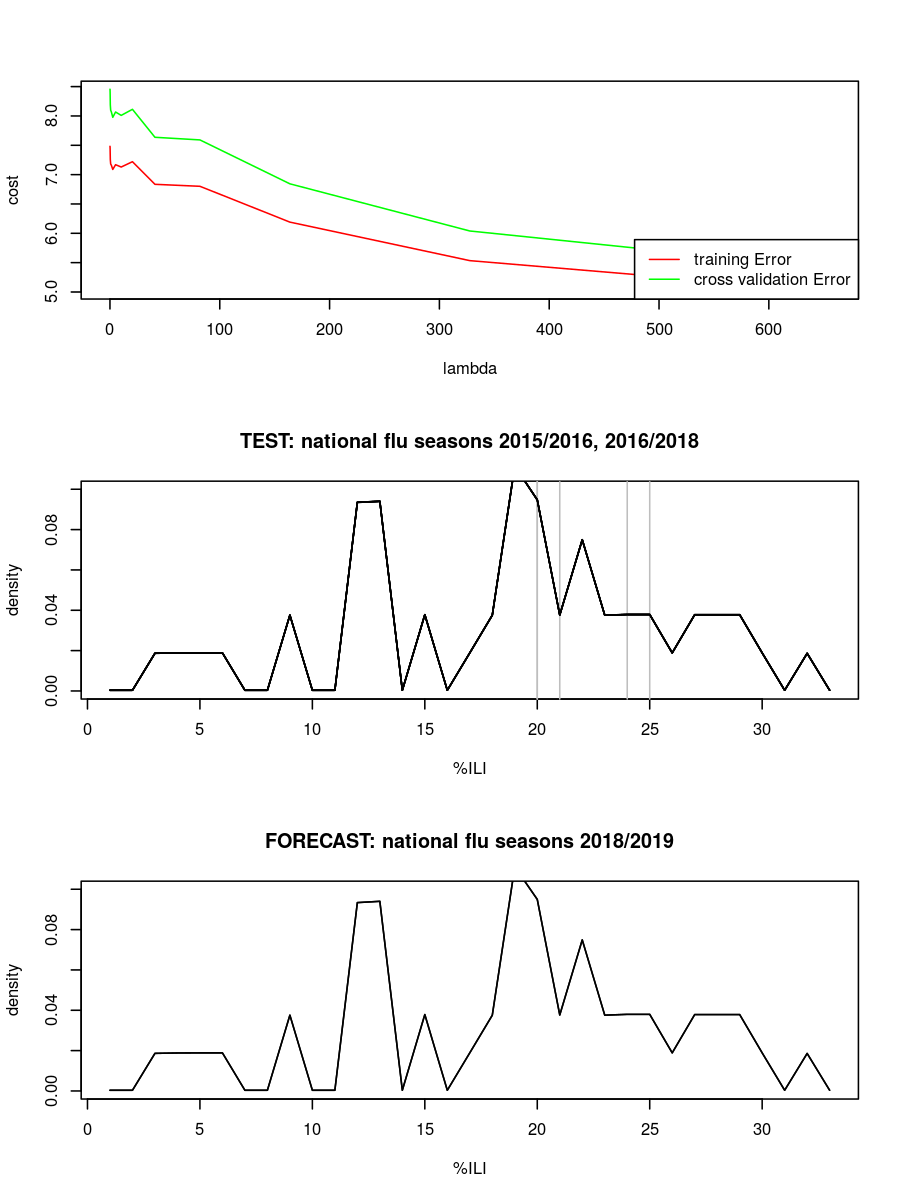 8.0
7.0
6.0
5.0
cost
training Error
cross validation Error
0 100 200 300 400 500 600
lambda
TEST: national flu seasons 2015/2016, 2016/2018
0.08
0.04
0.00
density
0 5 10 15 20 25 30
%ILI
FORECAST: national flu seasons 2018/2019
0.08
0.04
0.00
density
0 5 10 15 20 25 30
%ILI